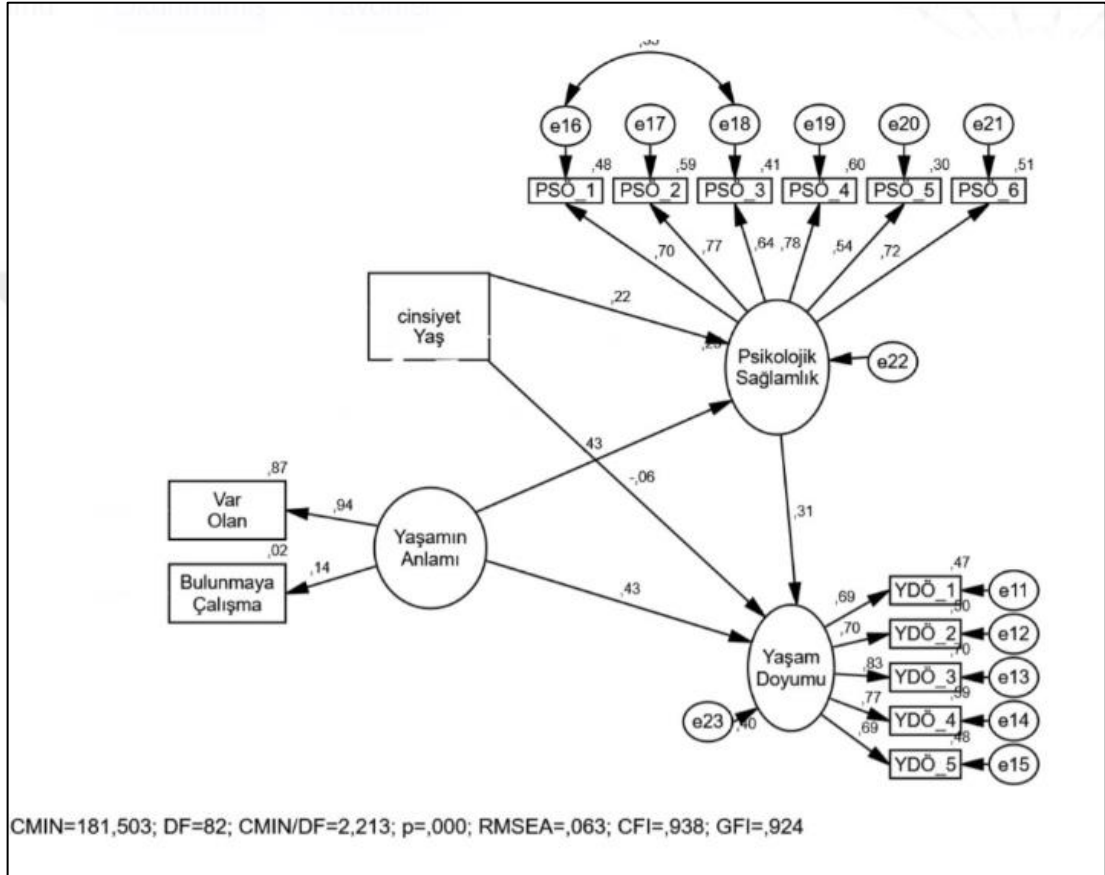 e16 e17 e18 e19 e20 e21
,48 ,59 ,41 ,60 ,30 ,51
PSÖ_1 PSÖ_2 PSÖ_3 PSÖ_4 PSÖ_5 PSÖ_6
,70 ,77 ,64 ,78 ,54 ,72
cinsiyet
Yaş
,22
Psikolojik
Sağlamlık
e22
43
-,06
,31
,87
Var
Olan
,94
,02
Bulunmaya
Çalışma
,14
Yaşamın
Anlamı
,43
Yaşam
Doyumu
e23
,40
,47
,69 YDÖ_1 e11
,70 YDÖ_2 e12
,70
,83 YDÖ_3 e13
,77 YDÖ_4 e14
,48
,69 YDÖ_5 e15
CMIN=181,503; DF=82; CMIN/DF=2,213; p=,000; RMSEA=,063; CFI=,938; GFI=,924